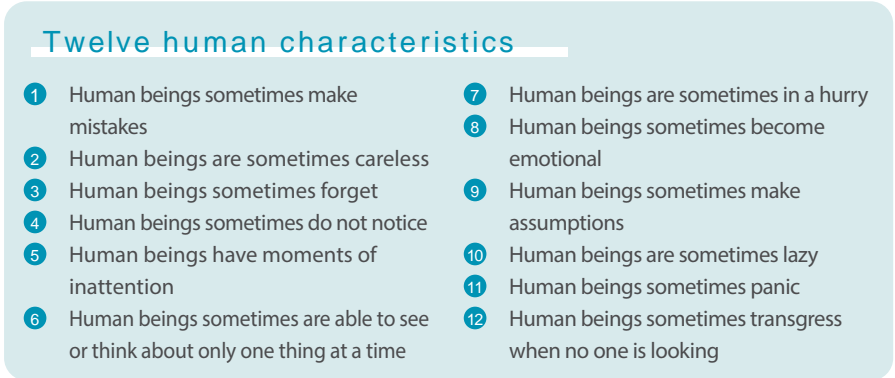 Twelve human characteristics
1 Human beings sometimes make
mistakes
2 Human beings are sometimes careless
3 Human beings sometimes forget
4 Human beings sometimes do not notice
5 Human beings have moments of
inattention
6 Human beings sometimes are able to see
or think about only one thing at a time
7 Human beings are sometimes in a hurry
8 Human beings sometimes become
emotional
9 Human beings sometimes make
assumptions
10 Human beings are sometimes lazy
11 Human beings sometimes panic
12 Human beings sometimes transgress
when no one is looking